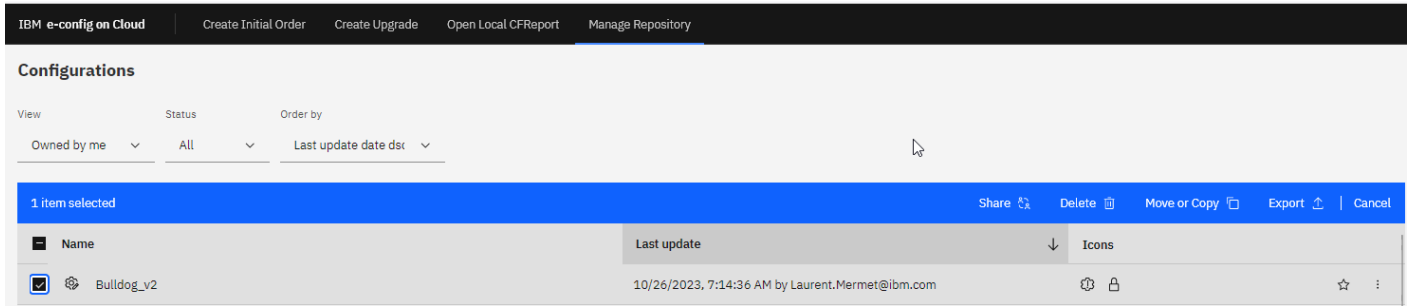 IBM e-config on Cloud Create Initial Order Create Upgrade Open Local CFReport Manage Repository
Configurations
View Status Order by
Owned by me All Last update date dsc
1 item selected Share Delete Move or Copy Export Cancel
Name Last update Icons
Bulldog_v2 10/26/2023, 7:14:36 AM by Laurent.Mermet@ibm.com